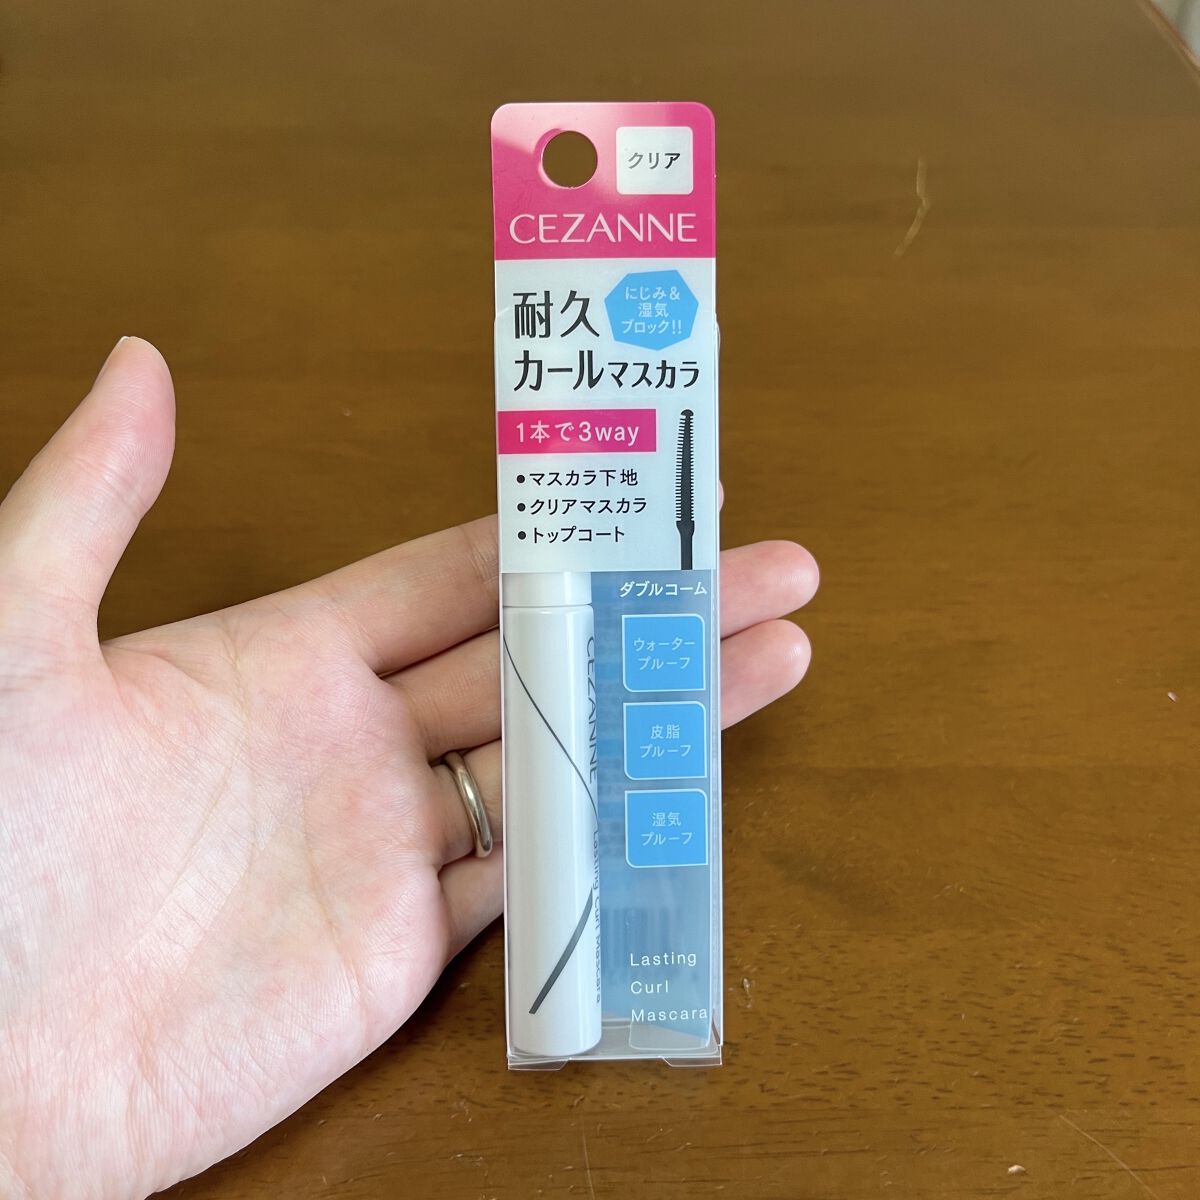 クリア
CEZANNE
にじみ&
湿気
ブロック!!
耐久
カールマスカラ
1本で3way
•マスカラ下地
•クリアマスカラ
•トップコート
ダブルコーム
ウォーター
プルーフ
皮脂
プルーフ
湿気
プルーフ
CEZANNE Lasting Curl Mascara
Lasting
Curl
Mascara